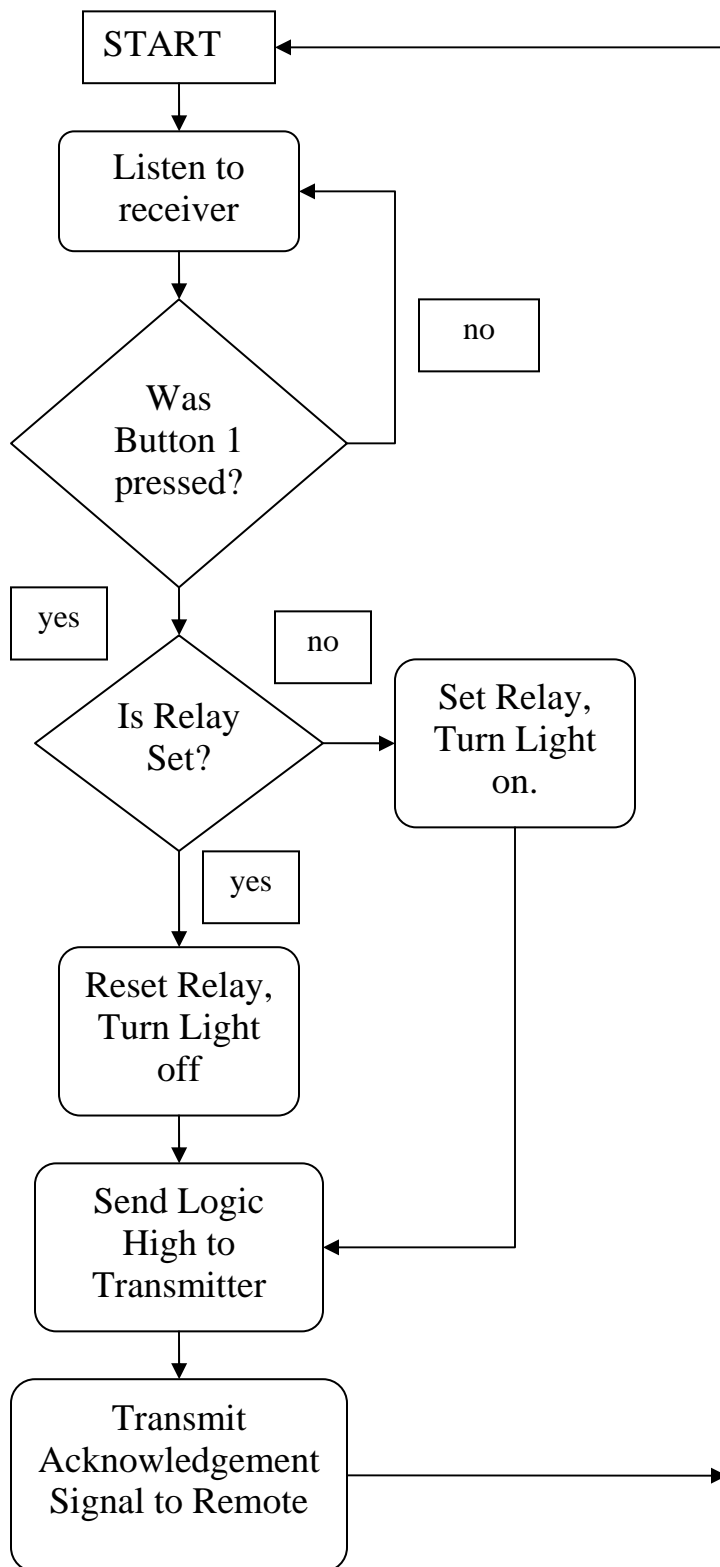 START
Listen to
receiver
no
Was
Button 1
pressed?
yes
no
Is Relay
Set?
Set Relay,
Turn Light
on.
yes
Reset Relay,
Turn Light
off
Send Logic
High to
Transmitter
Transmit
Acknowledgement
Signal to Remote